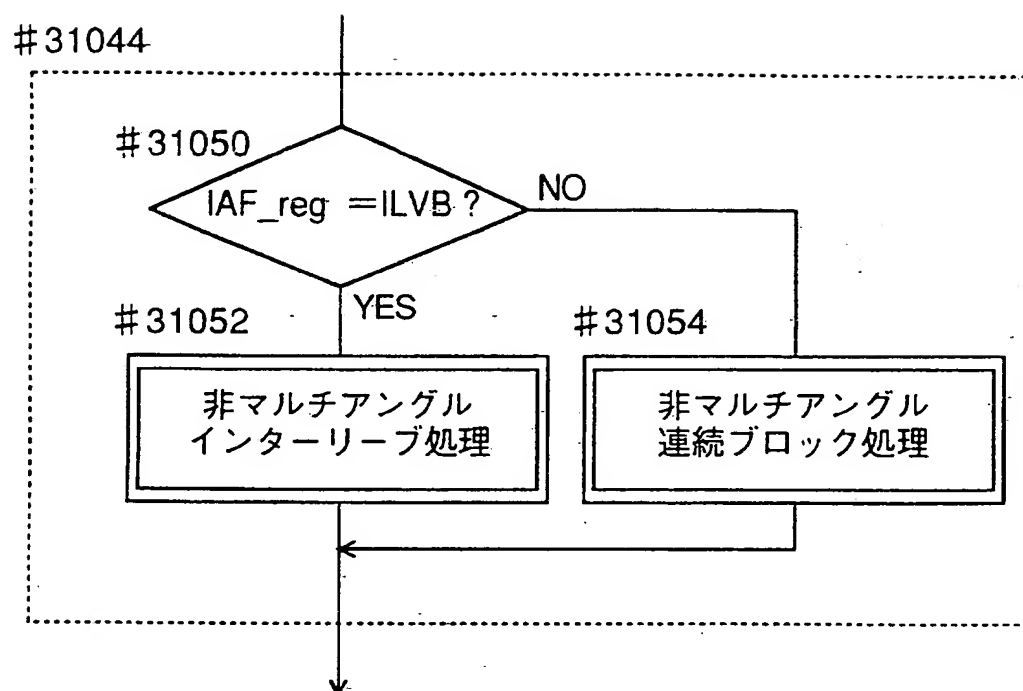 #31044
#31050
IAF_reg =ILVB ?
NO
YES
#31052
#31054
非マルチアングル
インターリーブ処理
非マルチアングル
連続ブロック処理